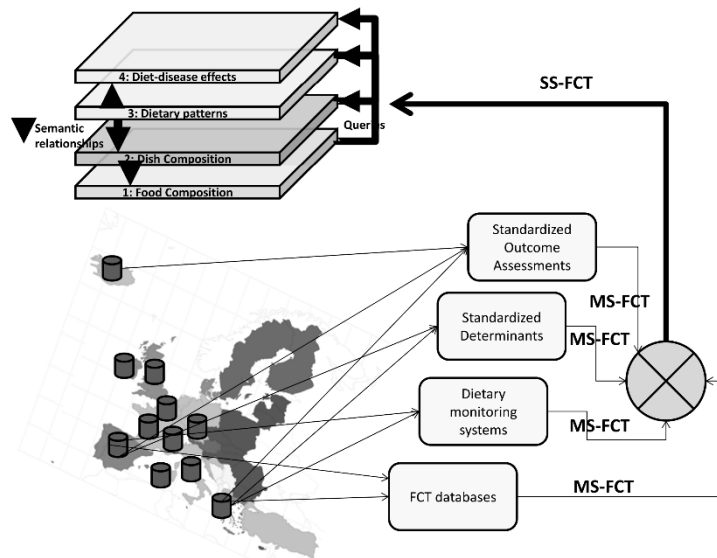 4: Diet-disease effects
SS-FCT
3: Dietary patterns
Semantic
relationships
Queries
2: Dish Composition
1: Food Composition
Standardized
Outcome
Assessments
MS-FCT
Standardized
Determinants
MS-FCT
Dietary
monitoring
systems
MS-FCT
FCT databases
MS-FCT